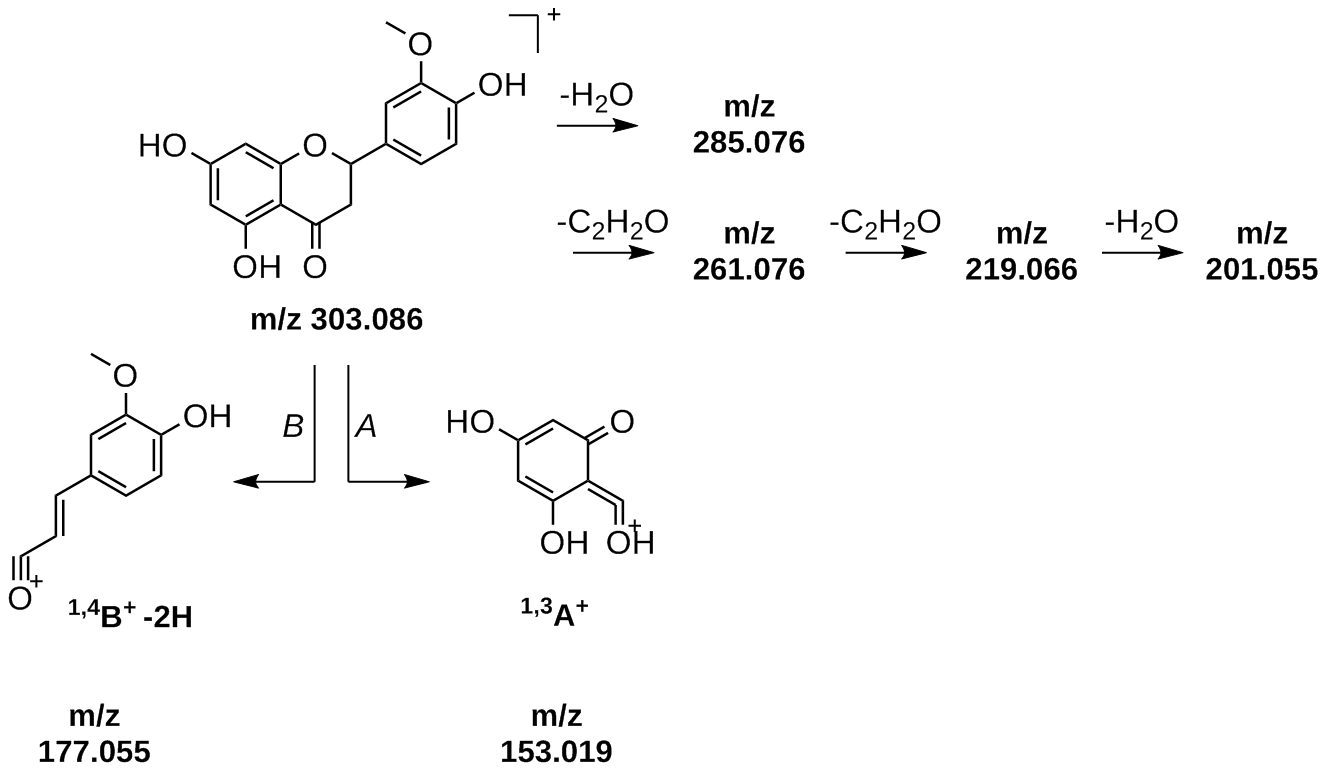 +
O
OH
HO
O
OH
O
m/z 303.086
-H₂O
m/z
285.076
-C₂H₂O
m/z
261.076
-C₂H₂O
m/z
219.066
-H₂O
m/z
201.055
B
A
O
OH
O
+
¹,⁴B⁺ -2H
m/z
177.055
HO
O
OH
OH
+
¹,³A⁺
m/z
153.019